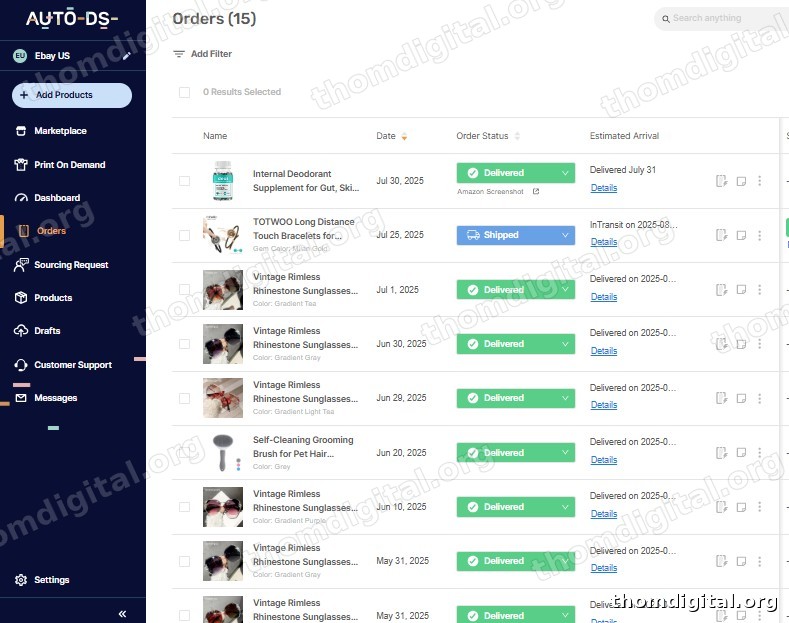 AUTO-DS-
Orders (15)
Search anything
EU Ebay US
Add Filter
+ Add Products
0 Results Selected
Marketplace
Print On Demand
Dashboard
Orders
Sourcing Request
Products
Drafts
Customer Support
Messages
Settings
«
Name Date Order Status Estimated Arrival
Internal Deodorant
Supplement for Gut, Ski...
Jul 30, 2025
Delivered
Amazon Screenshot
Delivered July 31
Details
TOTWOO Long Distance
Touch Bracelets for...
Gem Color: Milan Gold
Jul 25, 2025
Shipped
InTransit on 2025-08...
Details
Vintage Rimless
Rhinestone Sunglasses...
Color: Gradient Tea
Jul 1, 2025
Delivered
Delivered on 2025-0...
Details
Vintage Rimless
Rhinestone Sunglasses...
Color: Gradient Gray
Jun 30, 2025
Delivered
Delivered on 2025-0...
Details
Vintage Rimless
Rhinestone Sunglasses...
Color: Gradient Light Tea
Jun 29, 2025
Delivered
Delivered on 2025-0...
Details
Self-Cleaning Grooming
Brush for Pet Hair...
Color: Gray
Jun 20, 2025
Delivered
Delivered on 2025-0...
Details
Vintage Rimless
Rhinestone Sunglasses...
Color: Gradient Purple
Jun 10, 2025
Delivered
Delivered on 2025-0...
Details
Vintage Rimless
Rhinestone Sunglasses...
Color: Gradient Gray
May 31, 2025
Delivered
Delivered on 2025-0...
Details
Vintage Rimless
Rhinestone Sunglasses...
May 31, 2025
Delivered
Details
thomdigital.org